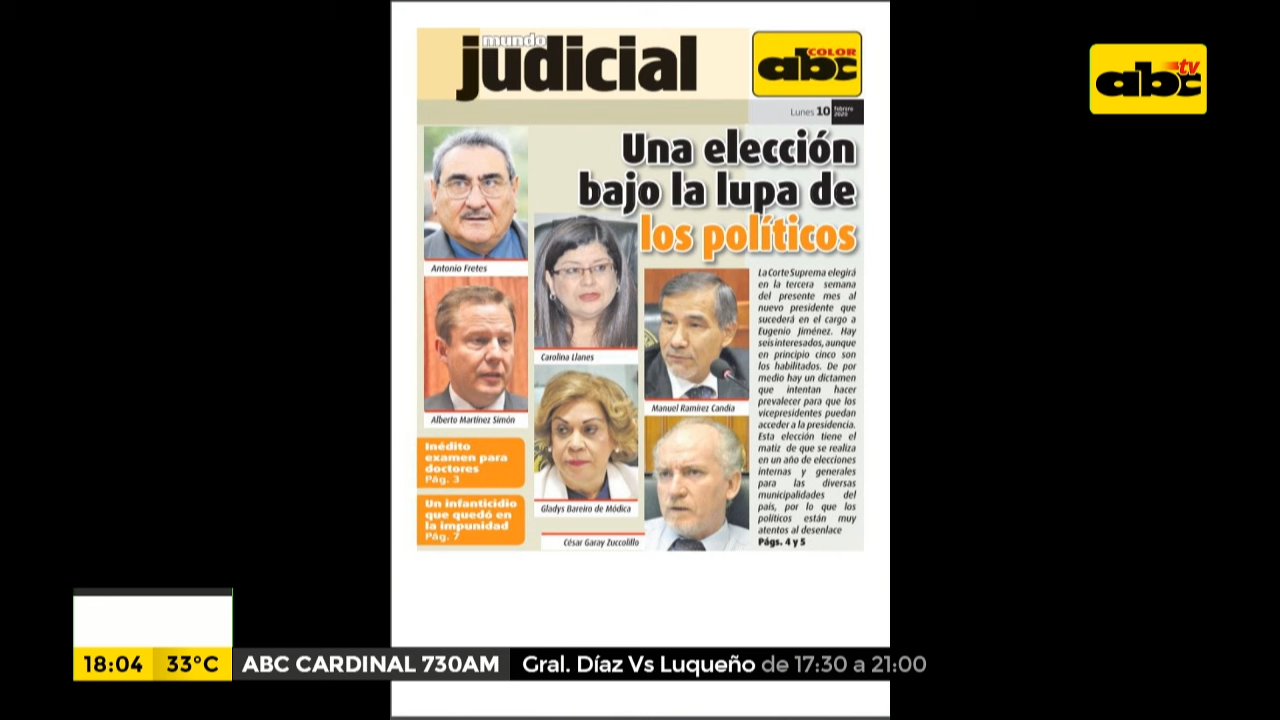 mundo
judicial
abc COLOR
abc tv
Lunes 10 febrero 2020
Una elección
bajo la lupa de
los políticos
Antonio Fretes
Carolina Llanes
Alberto Martínez Simón
Manuel Ramírez Candia
Gladys Bareiro de Módica
César Garay Zuccolillo
La Corte Suprema elegirá
en la tercera semana
del presente mes al
nuevo presidente que
sucederá en el cargo a
Eugenio Jiménez. Hay
seis interesados, aunque
en principio cinco son
los habilitados. De por
medio hay un dictamen
que intentan hacer
prevalecer para que los
vicepresidentes puedan
acceder a la presidencia.
Esta elección tiene el
matiz de que se realiza
en un año de elecciones
internas y generales
para las diversas
municipalidades del
país, por lo que los
políticos están muy
atentos al desenlace
Págs. 4 y 5
Inédito
examen para
doctores
Pág. 3
Un infanticidio
que quedó en
la impunidad
Pág. 7
18:04 33°C ABC CARDINAL 730AM Gral. Díaz Vs Luqueño de 17:30 a 21:00